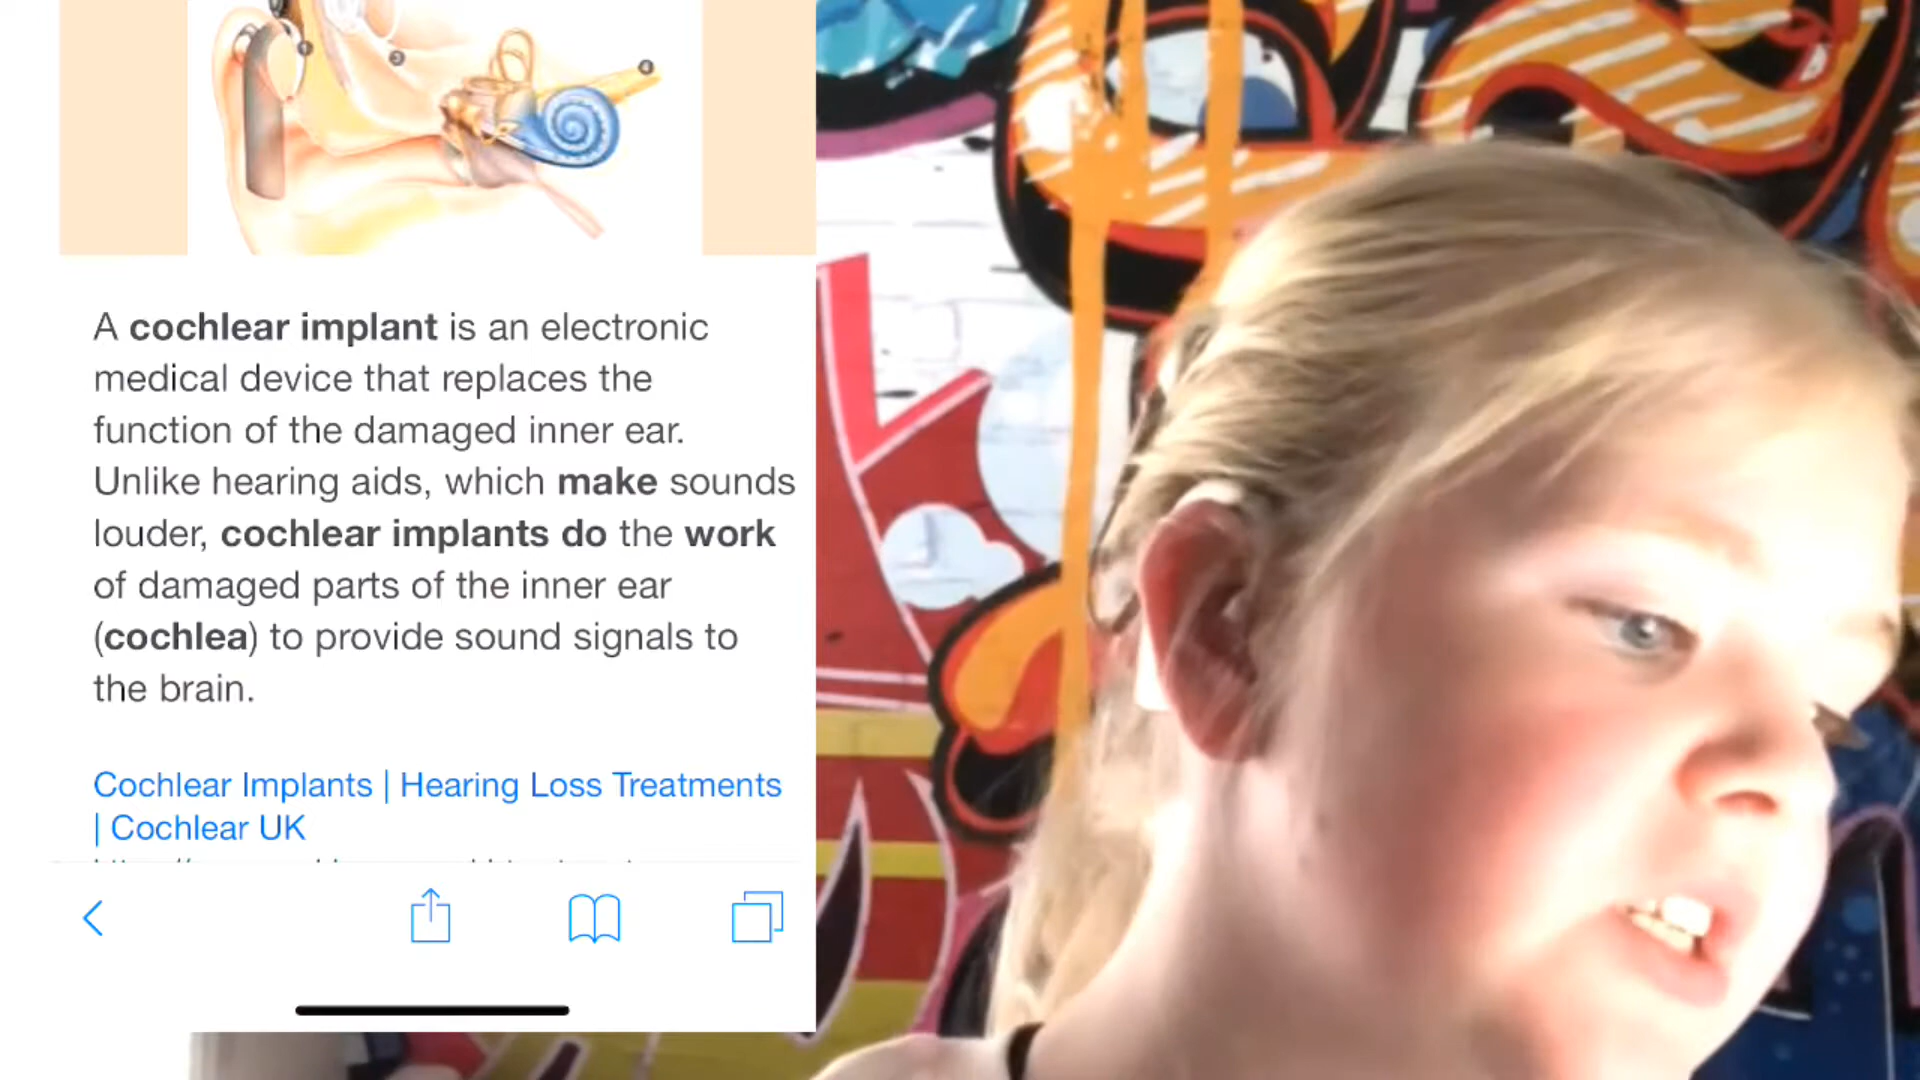 A cochlear implant is an electronic
medical device that replaces the
function of the damaged inner ear.
Unlike hearing aids, which make sounds
louder, cochlear implants do the work
of damaged parts of the inner ear
(cochlea) to provide sound signals to
the brain.
Cochlear Implants | Hearing Loss Treatments
| Cochlear UK